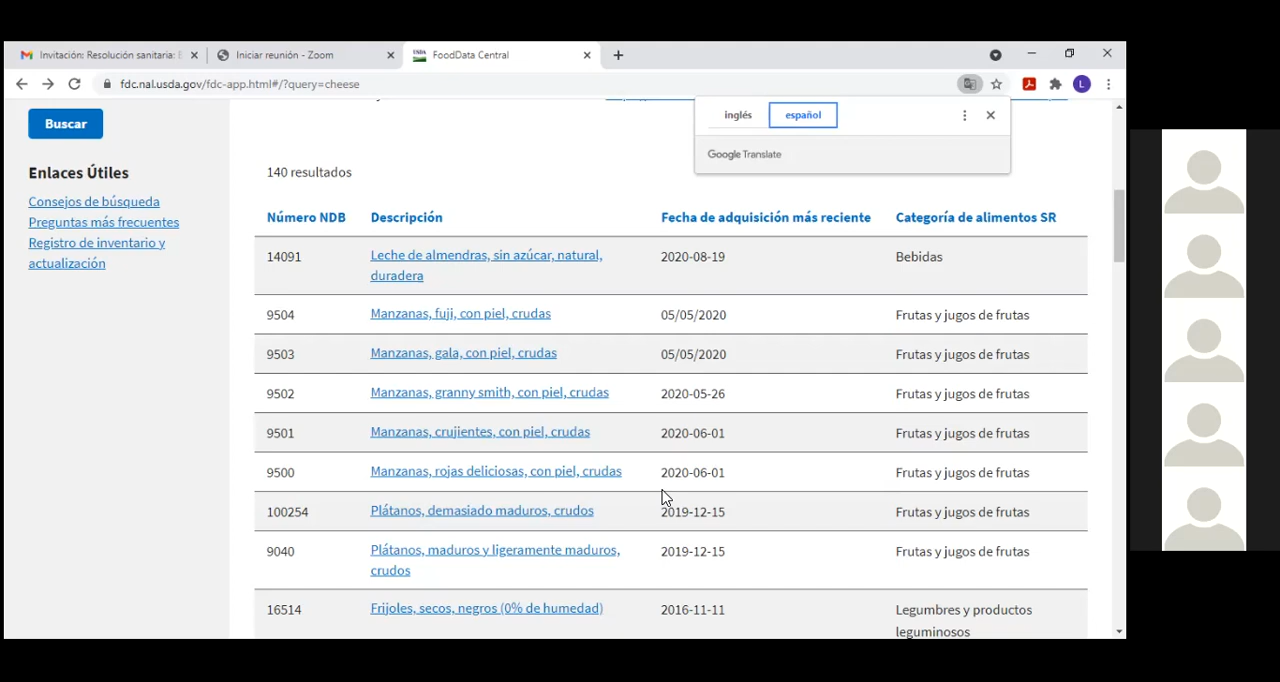 Invitación: Resolución sanitaria: E
Iniciar reunión - Zoom
USDA
FoodData Central
fdc.nal.usda.gov/fdc-app.html#/?query=cheese
L
inglés
español
Google Translate
Buscar
Enlaces Útiles
Consejos de búsqueda
Preguntas más frecuentes
Registro de inventario y
actualización
140 resultados
Número NDB Descripción Fecha de adquisición más reciente Categoría de alimentos SR
14091 Leche de almendras, sin azúcar, natural, 2020-08-19 Bebidas
duradera
9504 Manzanas, fuji, con piel, crudas 05/05/2020 Frutas y jugos de frutas
9503 Manzanas, gala, con piel, crudas 05/05/2020 Frutas y jugos de frutas
9502 Manzanas, granny smith, con piel, crudas 2020-05-26 Frutas y jugos de frutas
9501 Manzanas, crujientes, con piel, crudas 2020-06-01 Frutas y jugos de frutas
9500 Manzanas, rojas deliciosas, con piel, crudas 2020-06-01 Frutas y jugos de frutas
100254 Plátanos, demasiado maduros, crudos 2019-12-15 Frutas y jugos de frutas
9040 Plátanos, maduros y ligeramente maduros, 2019-12-15 Frutas y jugos de frutas
crudos
16514 Frijoles, secos, negros (0% de humedad) 2016-11-11 Legumbres y productos
leguminosos